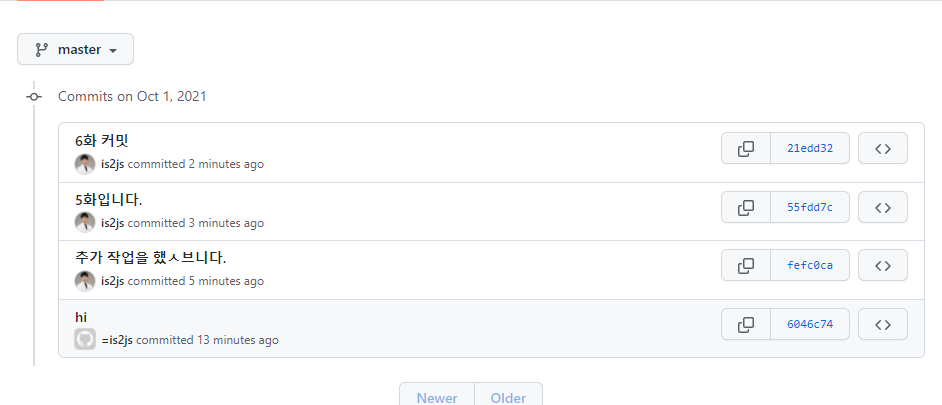 master
Commits on Oct 1, 2021
6화 커밋
21edd32
is2js committed 2 minutes ago
5화입니다.
55fdd7c
is2js committed 3 minutes ago
추가 작업을 했ㅅ브니다.
fefc0ca
is2js committed 5 minutes ago
hi
6046c74
=is2js committed 13 minutes ago
Newer Older